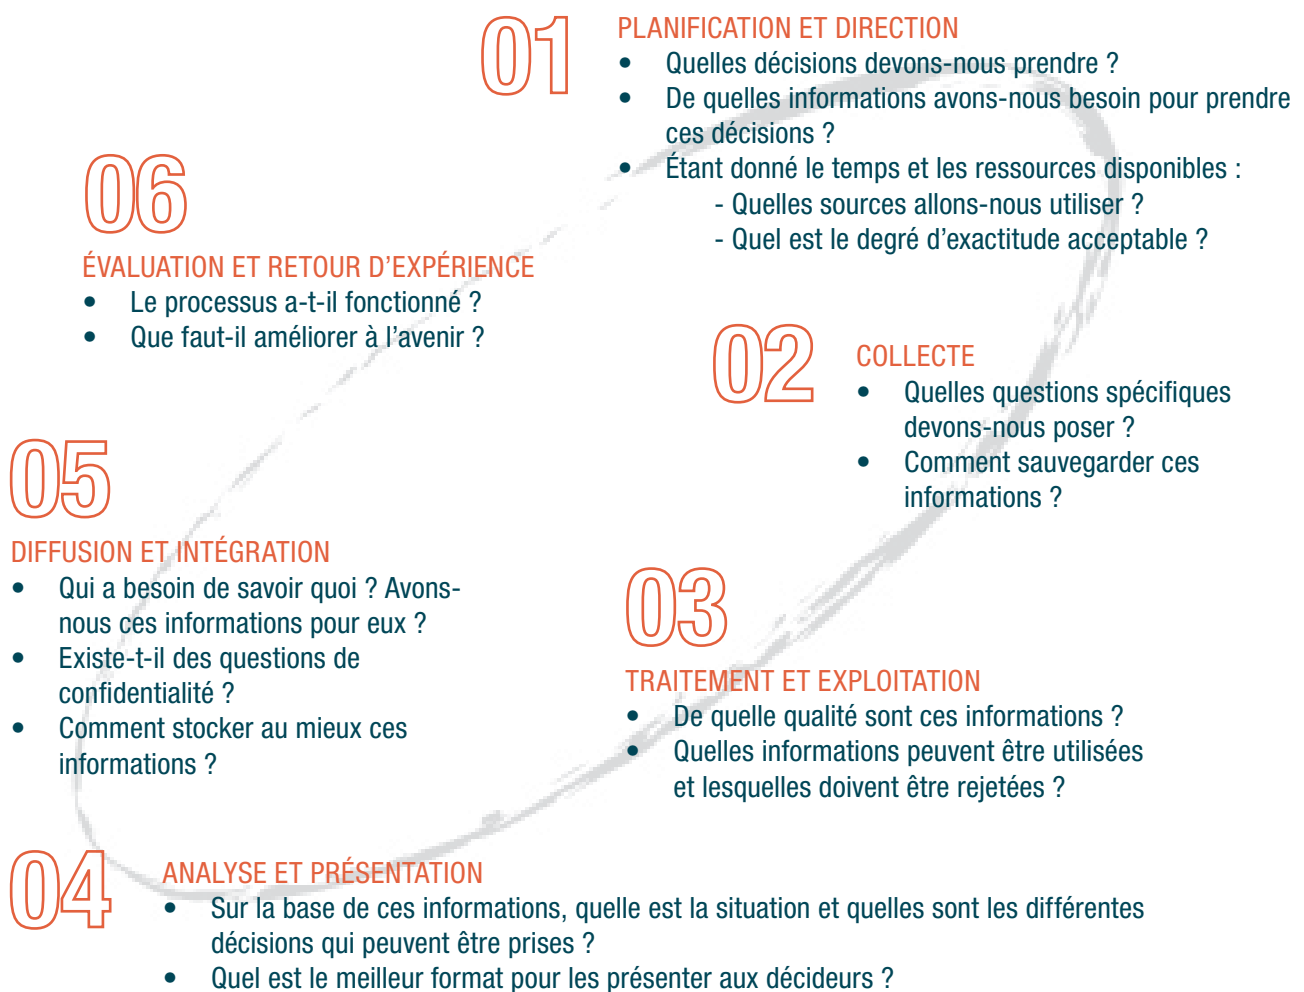 01
PLANIFICATION ET DIRECTION
• Quelles décisions devons-nous prendre ?
• De quelles informations avons-nous besoin pour prendre
ces décisions ?
• Étant donné le temps et les ressources disponibles :
- Quelles sources allons-nous utiliser ?
- Quel est le degré d’exactitude acceptable ?
02
COLLECTE
• Quelles questions spécifiques
devons-nous poser ?
• Comment sauvegarder ces
informations ?
03
TRAITEMENT ET EXPLOITATION
• De quelle qualité sont ces informations ?
• Quelles informations peuvent être utilisées
et lesquelles doivent être rejetées ?
04
ANALYSE ET PRÉSENTATION
• Sur la base de ces informations, quelle est la situation et quelles sont les différentes
décisions qui peuvent être prises ?
• Quel est le meilleur format pour les présenter aux décideurs ?
05
DIFFUSION ET INTÉGRATION
• Qui a besoin de savoir quoi ? Avons-
nous ces informations pour eux ?
• Existe-t-il des questions de
confidentialité ?
• Comment stocker au mieux ces
informations ?
06
ÉVALUATION ET RETOUR D’EXPÉRIENCE
• Le processus a-t-il fonctionné ?
• Que faut-il améliorer à l’avenir ?